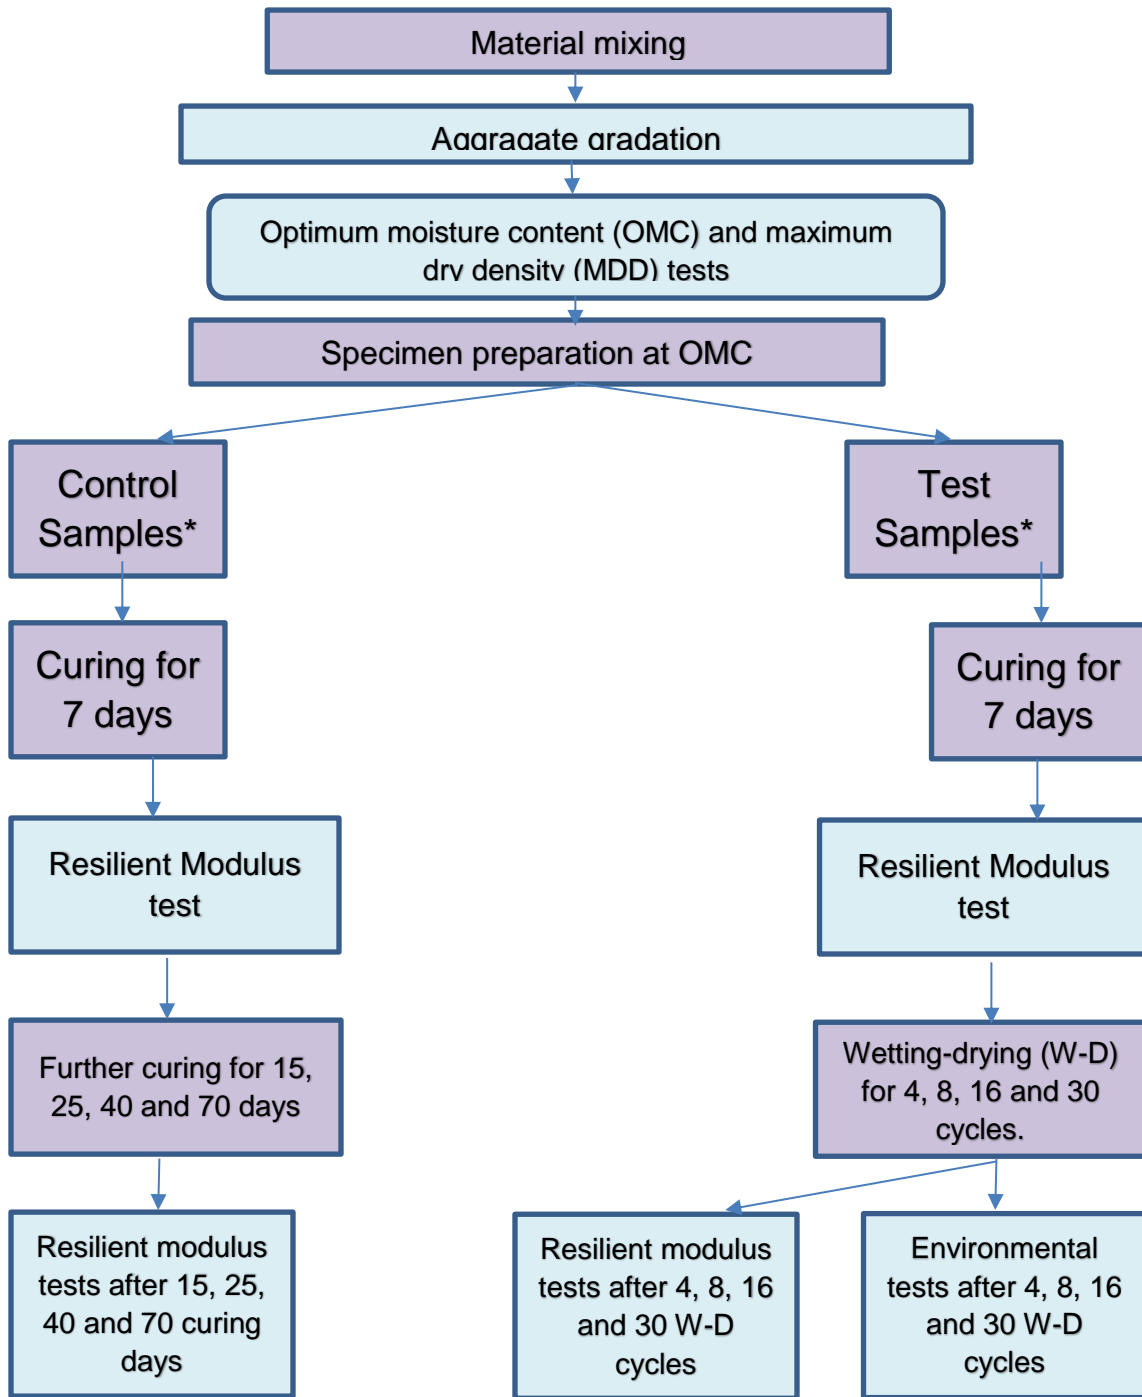 Material mixing
Aggragate gradation
Optimum moisture content (OMC) and maximum
dry density (MDD) tests
Specimen preparation at OMC
Control
Samples*
Test
Samples*
Curing for
7 days
Curing for
7 days
Resilient Modulus
test
Resilient Modulus
test
Further curing for 15,
25, 40 and 70 days
Wetting-drying (W-D)
for 4, 8, 16 and 30
cycles.
Resilient modulus
tests after 15, 25,
40 and 70 curing
days
Resilient modulus
tests after 4, 8, 16
and 30 W-D
cycles
Environmental
tests after 4, 8, 16
and 30 W-D
cycles